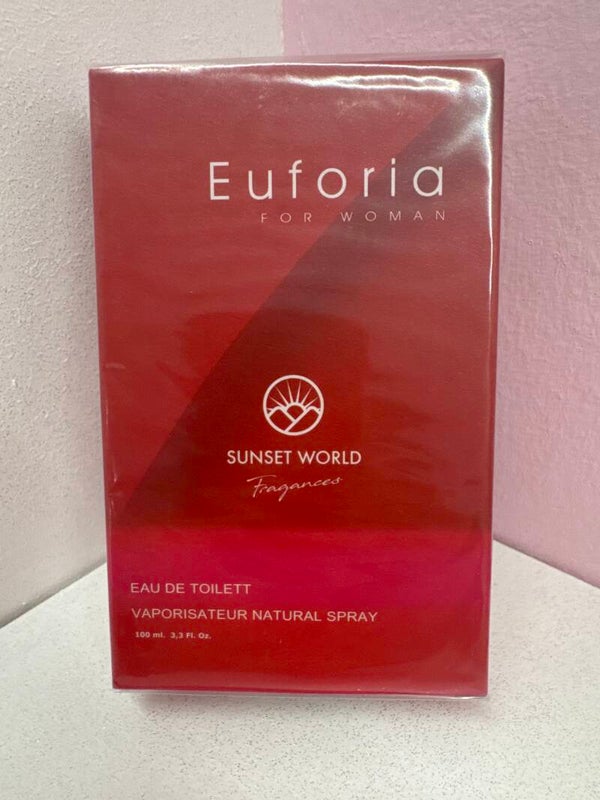 Euforia
FOR WOMAN
SUNSET WORLD
Fragances
EAU DE TOILETT
VAPORISATEUR NATURAL SPRAY
100 ml. 3,3 Fl. Oz.